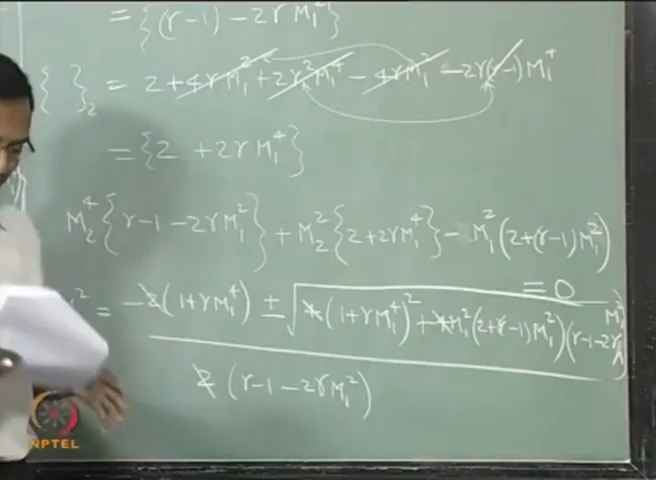 = {(γ-1) - 2γM₁²}
{ }₂ = 2 + 4γM₁² + 2γ²M₁⁴ - 4γM₁² - 2γ(γ-1)M₁⁴
= {2 + 2γM₁⁴}
M₂⁴{γ-1-2γM₁²} + M₂²{2+2γM₁⁴} - M₁²(2+(γ-1)M₁²)
= 0
² = -2(1+γM₁⁴) ± √4(1+γM₁⁴)² + 4M₁²(2+(γ-1)M₁²)(γ-1-2γM₁²)
2(γ-1-2γM₁²)
NPTEL